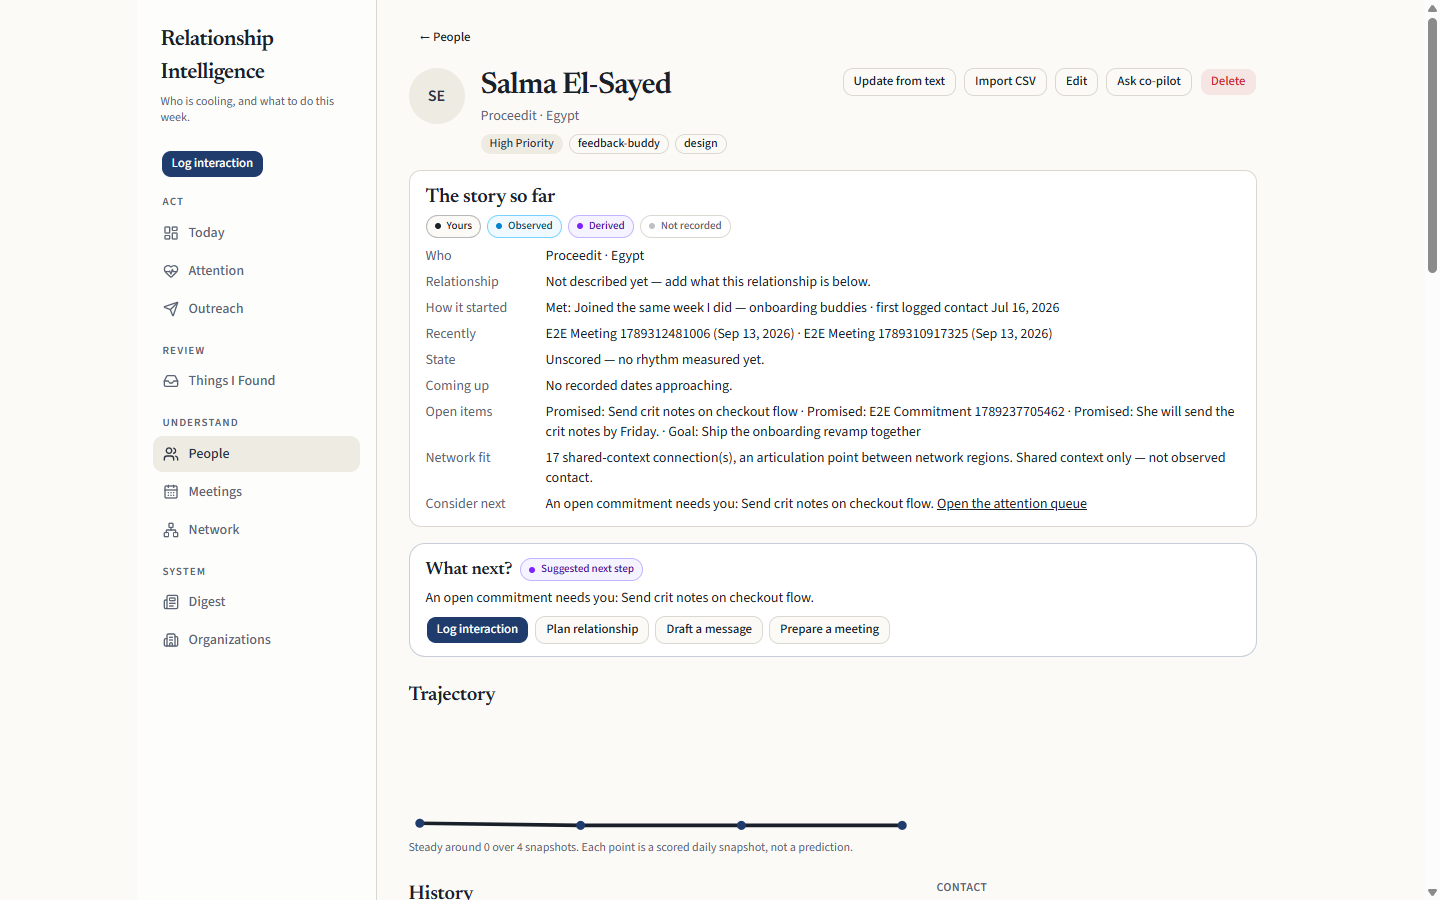 Relationship
Intelligence
Who is cooling, and what to do this
week.
Log interaction
ACT
Today
Attention
Outreach
REVIEW
Things I Found
UNDERSTAND
People
Meetings
Network
SYSTEM
Digest
Organizations
← People
SE
Salma El-Sayed
Proceedit · Egypt
High Priority
feedback-buddy
design
Update from text
Import CSV
Edit
Ask co-pilot
Delete
The story so far
Yours
Observed
Derived
Not recorded
Who
Proceedit · Egypt
Relationship
Not described yet — add what this relationship is below.
How it started
Met: Joined the same week I did — onboarding buddies · first logged contact Jul 16, 2026
Recently
E2E Meeting 1789312481006 (Sep 13, 2026) · E2E Meeting 1789310917325 (Sep 13, 2026)
State
Unscored — no rhythm measured yet.
Coming up
No recorded dates approaching.
Open items
Promised: Send crit notes on checkout flow · Promised: E2E Commitment 1789237705462 · Promised: She will send the
crit notes by Friday. · Goal: Ship the onboarding revamp together
Network fit
17 shared-context connection(s), an articulation point between network regions. Shared context only — not observed
contact.
Consider next
An open commitment needs you: Send crit notes on checkout flow. Open the attention queue
What next?
Suggested next step
An open commitment needs you: Send crit notes on checkout flow.
Log interaction
Plan relationship
Draft a message
Prepare a meeting
Trajectory
Steady around 0 over 4 snapshots. Each point is a scored daily snapshot, not a prediction.
History
CONTACT